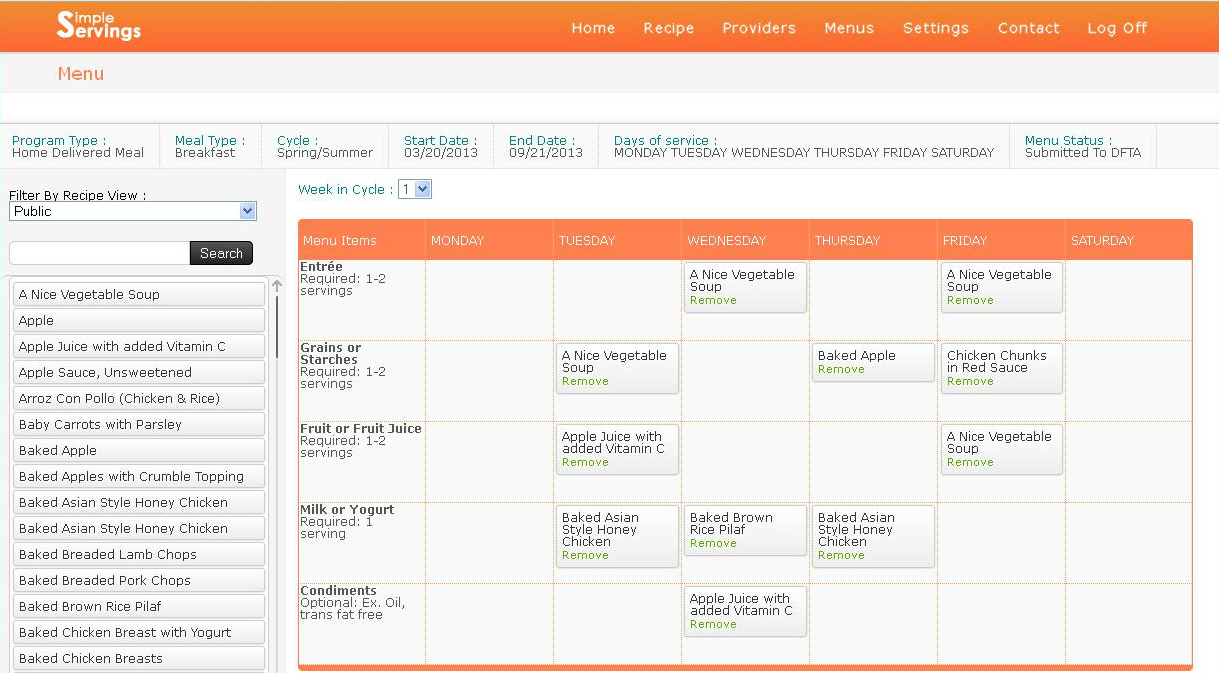 Simple
Servings
Home Recipe Providers Menus Settings Contact Log Off
Menu
Program Type :
Home Delivered Meal
Meal Type :
Breakfast
Cycle :
Spring/Summer
Start Date :
03/20/2013
End Date :
09/21/2013
Days of service :
MONDAY TUESDAY WEDNESDAY THURSDAY FRIDAY SATURDAY
Menu Status :
Submitted To DFTA
Filter By Recipe View :
Public
Search
A Nice Vegetable Soup
Apple
Apple Juice with added Vitamin C
Apple Sauce, Unsweetened
Arroz Con Pollo (Chicken & Rice)
Baby Carrots with Parsley
Baked Apple
Baked Apples with Crumble Topping
Baked Asian Style Honey Chicken
Baked Asian Style Honey Chicken
Baked Breaded Lamb Chops
Baked Breaded Pork Chops
Baked Brown Rice Pilaf
Baked Chicken Breast with Yogurt
Baked Chicken Breasts
Week in Cycle : 1
Menu Items MONDAY TUESDAY WEDNESDAY THURSDAY FRIDAY SATURDAY
Entrée
Required: 1-2
servings
A Nice Vegetable
Soup
Remove
A Nice Vegetable
Soup
Remove
Grains or
Starches
Required: 1-2
servings
A Nice Vegetable
Soup
Remove
Baked Apple
Remove
Chicken Chunks
in Red Sauce
Remove
Fruit or Fruit Juice
Required: 1-2
servings
Apple Juice with
added Vitamin C
Remove
A Nice Vegetable
Soup
Remove
Milk or Yogurt
Required: 1
serving
Baked Asian
Style Honey
Chicken
Remove
Baked Brown
Rice Pilaf
Remove
Baked Asian
Style Honey
Chicken
Remove
Condiments
Optional: Ex. Oil,
trans fat free
Apple Juice with
added Vitamin C
Remove